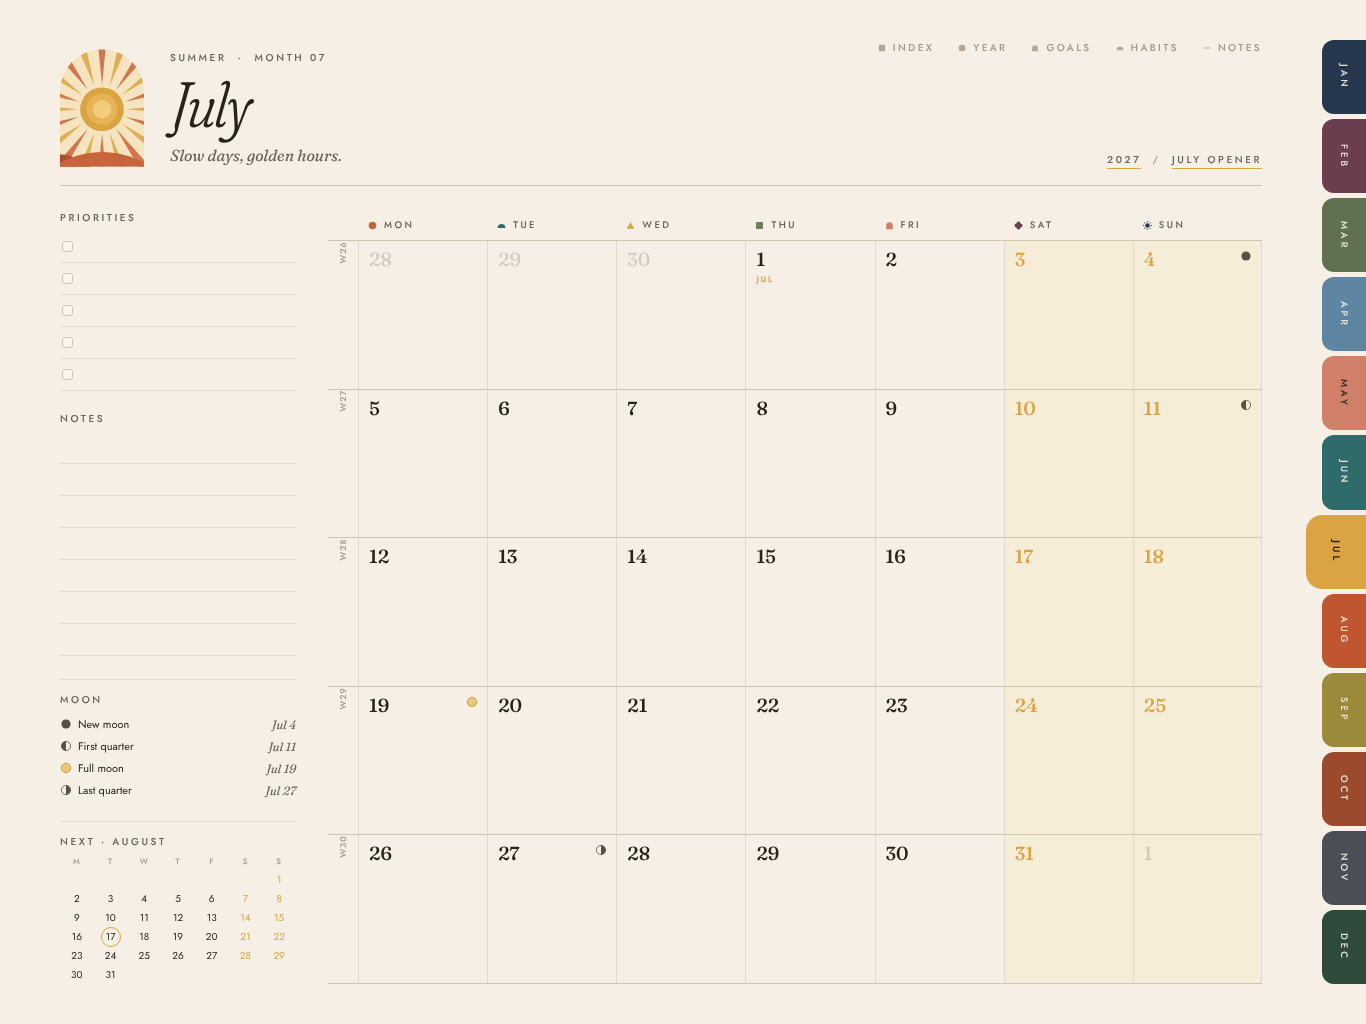 SUMMER · MONTH 07
July
Slow days, golden hours.
INDEX YEAR GOALS HABITS NOTES
2027 / JULY OPENER
PRIORITIES
NOTES
MOON
New moon Jul 4
First quarter Jul 11
Full moon Jul 19
Last quarter Jul 27
NEXT · AUGUST
M T W T F S S
1
2 3 4 5 6 7 8
9 10 11 12 13 14 15
16 17 18 19 20 21 22
23 24 25 26 27 28 29
30 31
MON TUE WED THU FRI SAT SUN
W26 28 29 30 1 2 3 4
JUL
W27 5 6 7 8 9 10 11
W28 12 13 14 15 16 17 18
W29 19 20 21 22 23 24 25
W30 26 27 28 29 30 31 1
JAN
FEB
MAR
APR
MAY
JUN
JUL
AUG
SEP
OCT
NOV
DEC